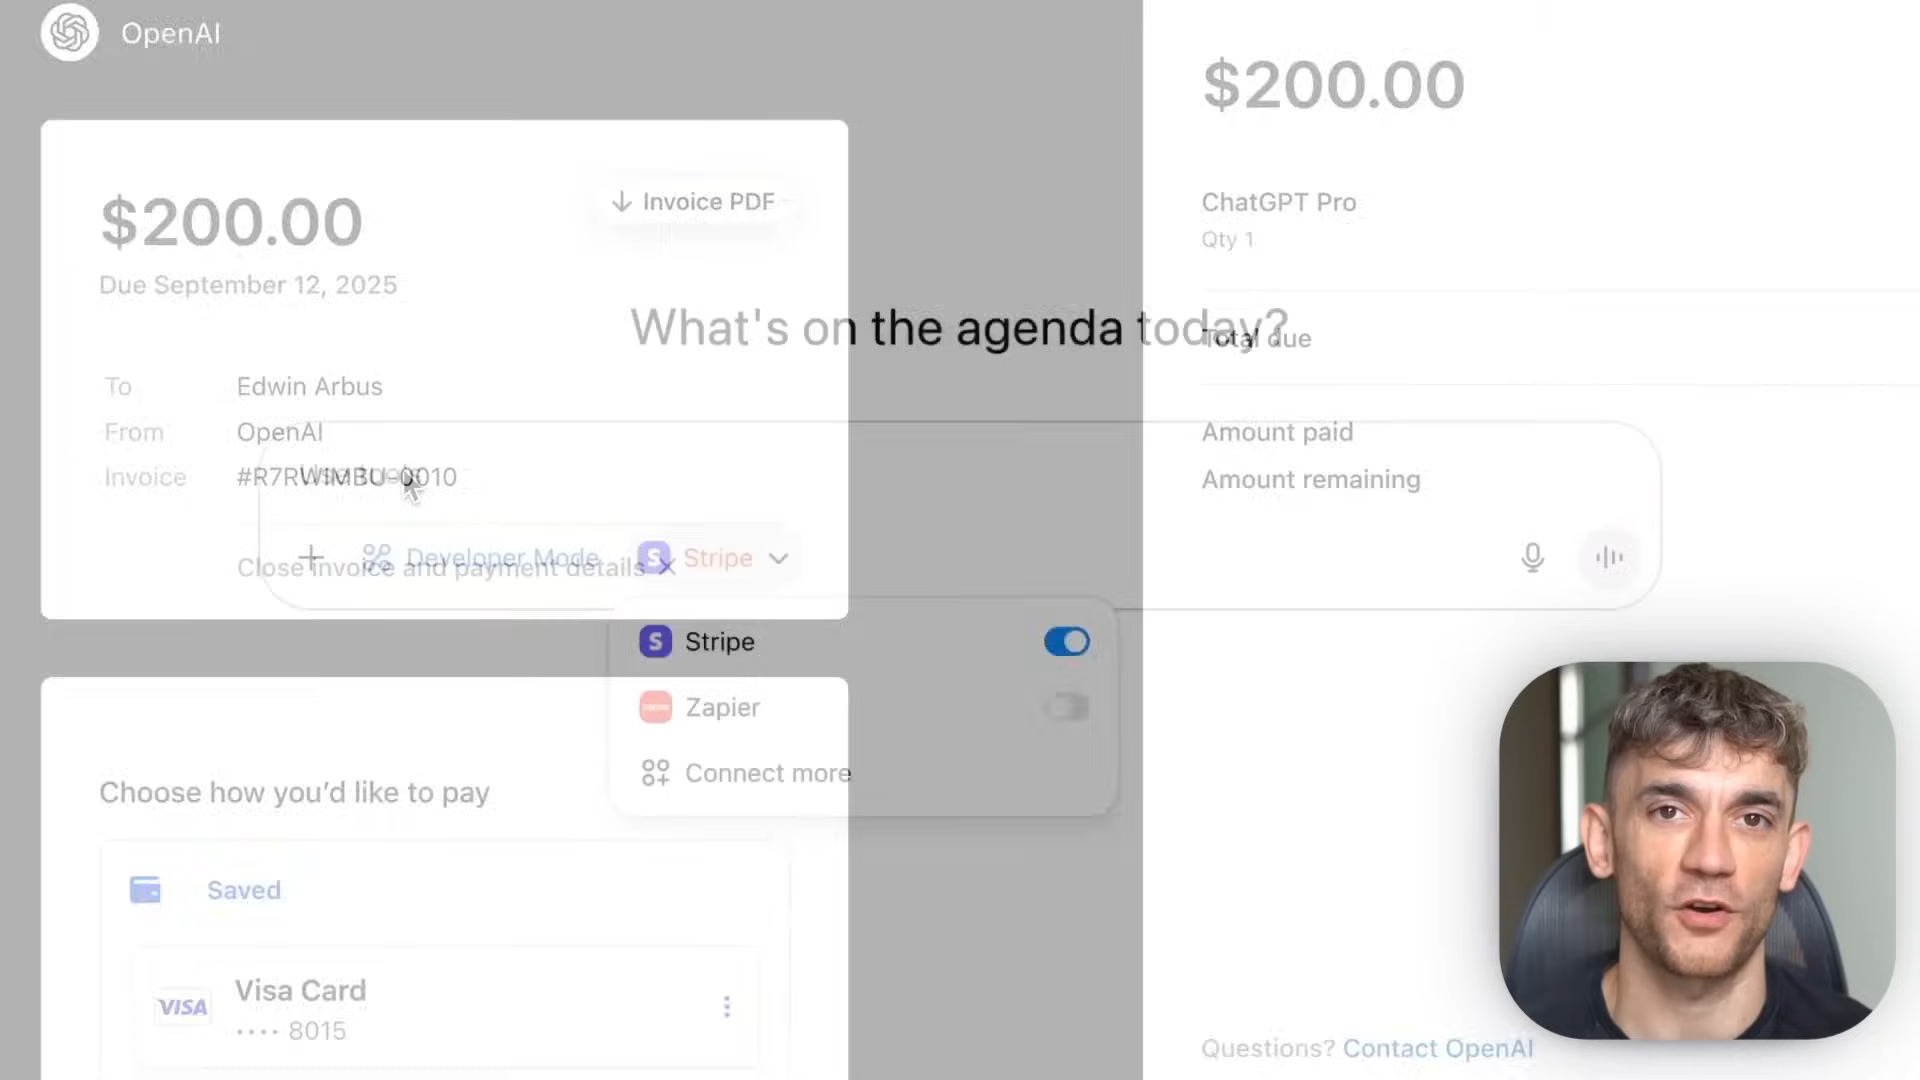 OpenAI
$200.00
Invoice PDF
Due September 12, 2025
To Edwin Arbus
From OpenAI
Invoice #R7RWIMBU-0010
Close invoice and payment details
Choose how you’d like to pay
Saved
VISA
Visa Card
•••• 8015
What's on the agenda today?
Developer Mode
Stripe
Stripe
Zapier
Connect more
$200.00
ChatGPT Pro
Qty 1
Total due
Amount paid
Amount remaining
Questions? Contact OpenAI